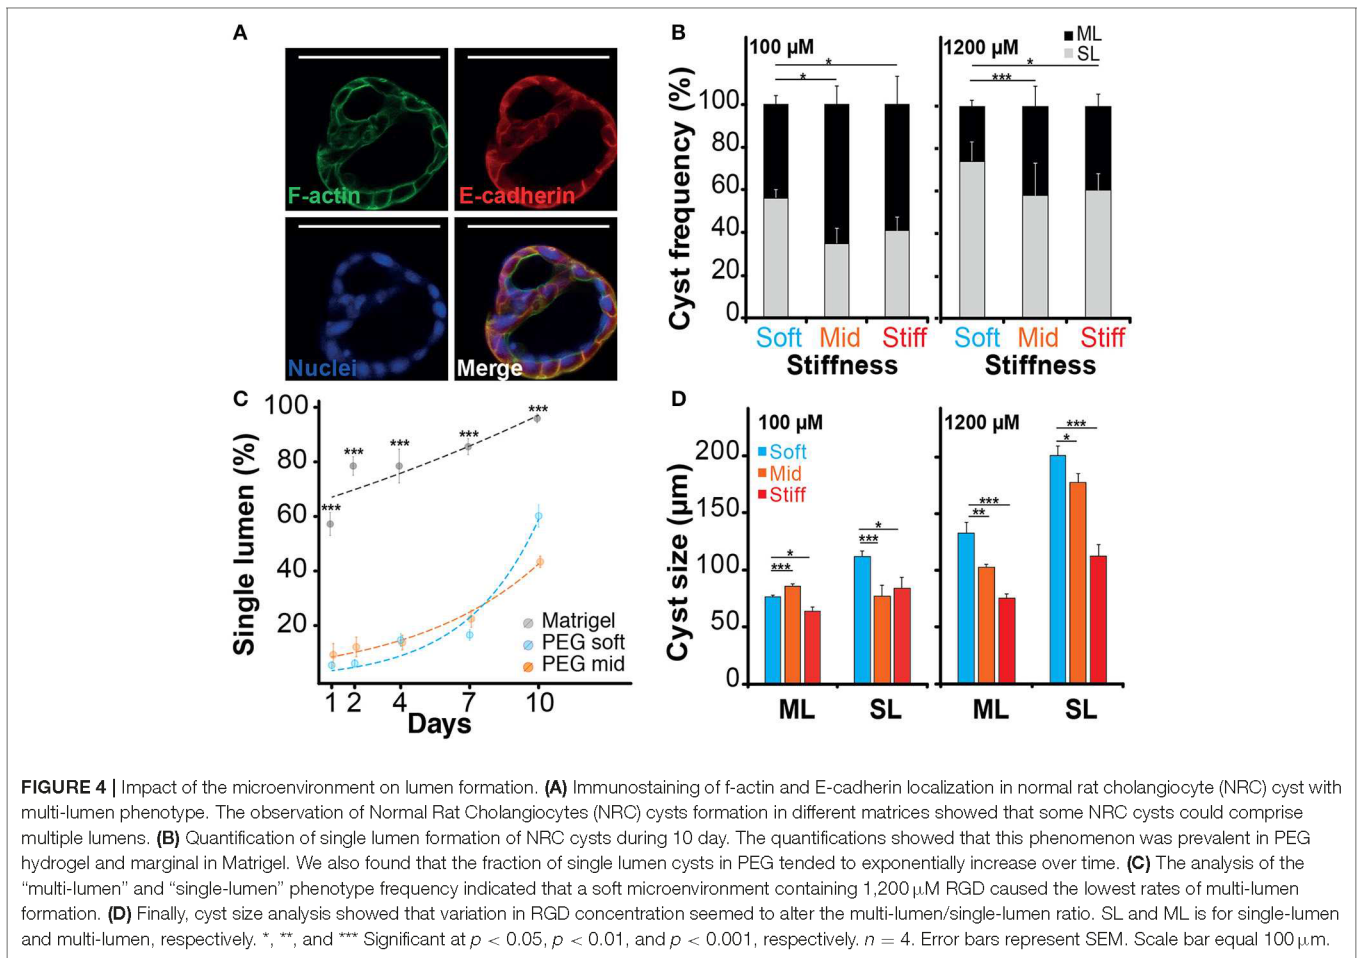 A
F-actin
E-cadherin
Nuclei
Merge
B
ML
SL
100 µM
1200 µM
*
*
*
***
Cyst frequency (%)
100
80
60
40
20
0
Soft Mid Stiff
Soft Mid Stiff
Stiffness
Stiffness
C
Single lumen (%)
100
80
60
40
20
***
***
***
***
***
Matrigel
PEG soft
PEG mid
1 2 4 7 10
Days
D
100 µM
1200 µM
Soft
Mid
Stiff
Cyst size (µm)
200
150
100
50
0
*
***
*
***
***
**
***
*
ML SL
ML SL
FIGURE 4 | Impact of the microenvironment on lumen formation. (A) Immunostaining of f-actin and E-cadherin localization in normal rat cholangiocyte (NRC) cyst with
multi-lumen phenotype. The observation of Normal Rat Cholangiocytes (NRC) cysts formation in different matrices showed that some NRC cysts could comprise
multiple lumens. (B) Quantification of single lumen formation of NRC cysts during 10 day. The quantifications showed that this phenomenon was prevalent in PEG
hydrogel and marginal in Matrigel. We also found that the fraction of single lumen cysts in PEG tended to exponentially increase over time. (C) The analysis of the
“multi-lumen” and “single-lumen” phenotype frequency indicated that a soft microenvironment containing 1,200 µM RGD caused the lowest rates of multi-lumen
formation. (D) Finally, cyst size analysis showed that variation in RGD concentration seemed to alter the multi-lumen/single-lumen ratio. SL and ML is for single-lumen
and multi-lumen, respectively. *, **, and *** Significant at p < 0.05, p < 0.01, and p < 0.001, respectively. n = 4. Error bars represent SEM. Scale bar equal 100 µm.